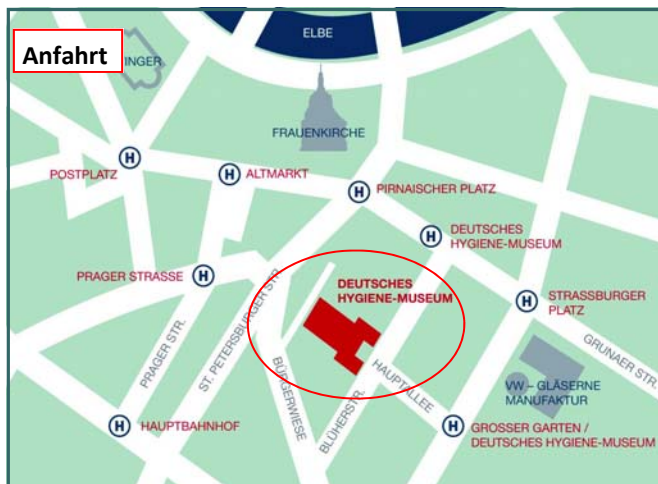 ELBE
Anfahrt
INGER
FRAUENKIRCHE
H
POSTPLATZ
H
ALTMARKT
H
PIRNAISCHER PLATZ
H
DEUTSCHES
HYGIENE-MUSEUM
PRAGER STRASSE
H
DEUTSCHES
HYGIENE-MUSEUM
H
STRASSBURGER
PLATZ
PRAGER STR.
ST. PETERSBURGER STR.
BÜRGERWIESE
BLÜHERSTR.
HAUPTALLEE
GRUNAER STR.
VW – GLÄSERNE
MANUFAKTUR
H
HAUPTBAHNHOF
H
GROSSER GARTEN /
DEUTSCHES HYGIENE-MUSEUM